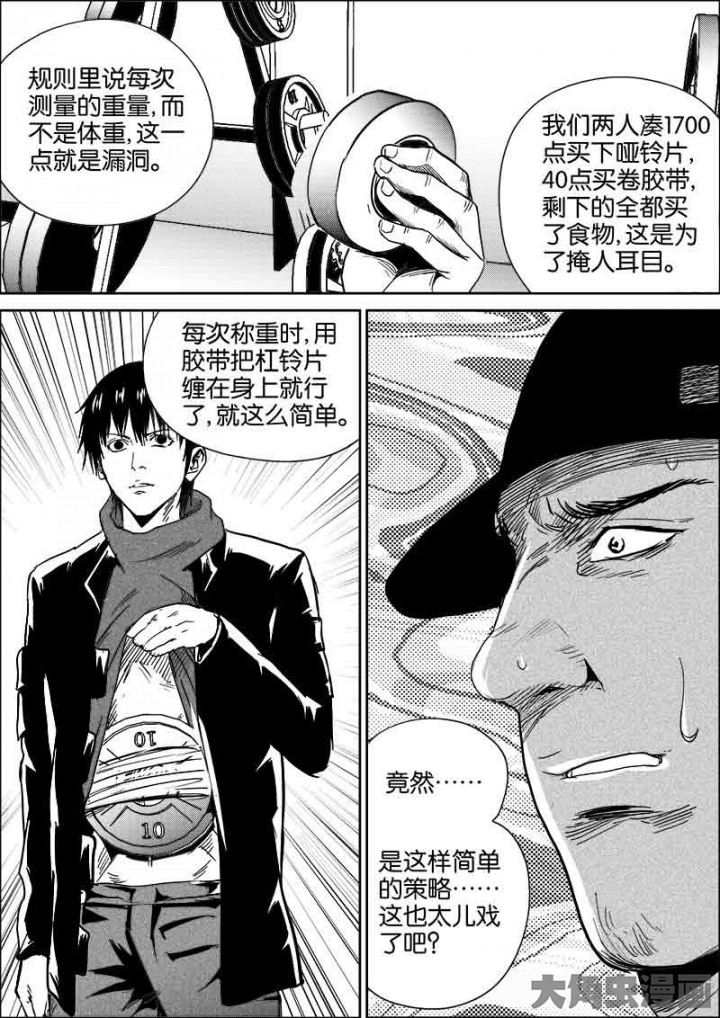 我们两人凑1700
点买下哑铃片，
40点买卷胶带，
剩下的全都买
了食物，这是为
了掩人耳目。
规则里说每次
测量的重量，而
不是体重，这一
点就是漏洞。
每次称重时，用
胶带把杠铃片
缠在身上就行
了，就这么简单。
10
10
竟然……
是这样简单
的策略……
这也太儿戏
了吧？
大角虫漫画